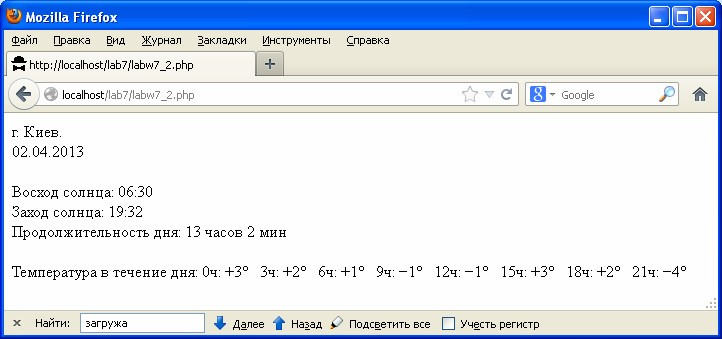 Mozilla Firefox
Файл Правка Вид Журнал Закладки Инструменты Справка
http://localhost/lab7/labw7_2.php
localhost/lab7/labw7_2.php
Google
г. Киев.
02.04.2013
Восход солнца: 06:30
Заход солнца: 19:32
Продолжительность дня: 13 часов 2 мин
Температура в течение дня: 0ч: +3° 3ч: +2° 6ч: +1° 9ч: −1° 12ч: −1° 15ч: +3° 18ч: +2° 21ч: −4°
Найти: загружа Далее Назад Подсветить все Учесть регистр